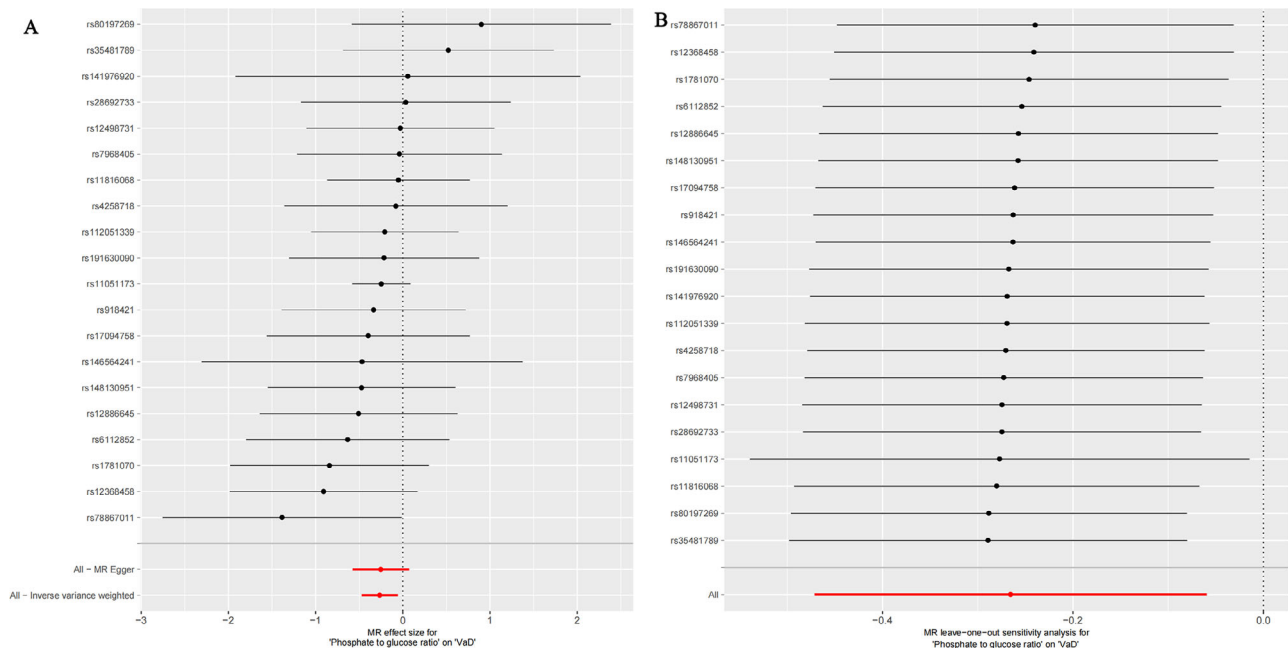 A
rs80197269
rs35481789
rs141976920
rs28692733
rs12498731
rs7968405
rs11816068
rs4258718
rs112051339
rs191630090
rs11051173
rs918421
rs17094758
rs146564241
rs148130951
rs12886645
rs6112852
rs1781070
rs12368458
rs78867011
All − MR Egger
All − Inverse variance weighted
−3 −2 −1 0 1 2
MR effect size for
'Phosphate to glucose ratio' on 'VaD'
B
rs78867011
rs12368458
rs1781070
rs6112852
rs12886645
rs148130951
rs17094758
rs918421
rs146564241
rs191630090
rs141976920
rs112051339
rs4258718
rs7968405
rs12498731
rs28692733
rs11051173
rs11816068
rs80197269
rs35481789
All
−0.4 −0.2 0.0
MR leave−one−out sensitivity analysis for
'Phosphate to glucose ratio' on 'VaD'